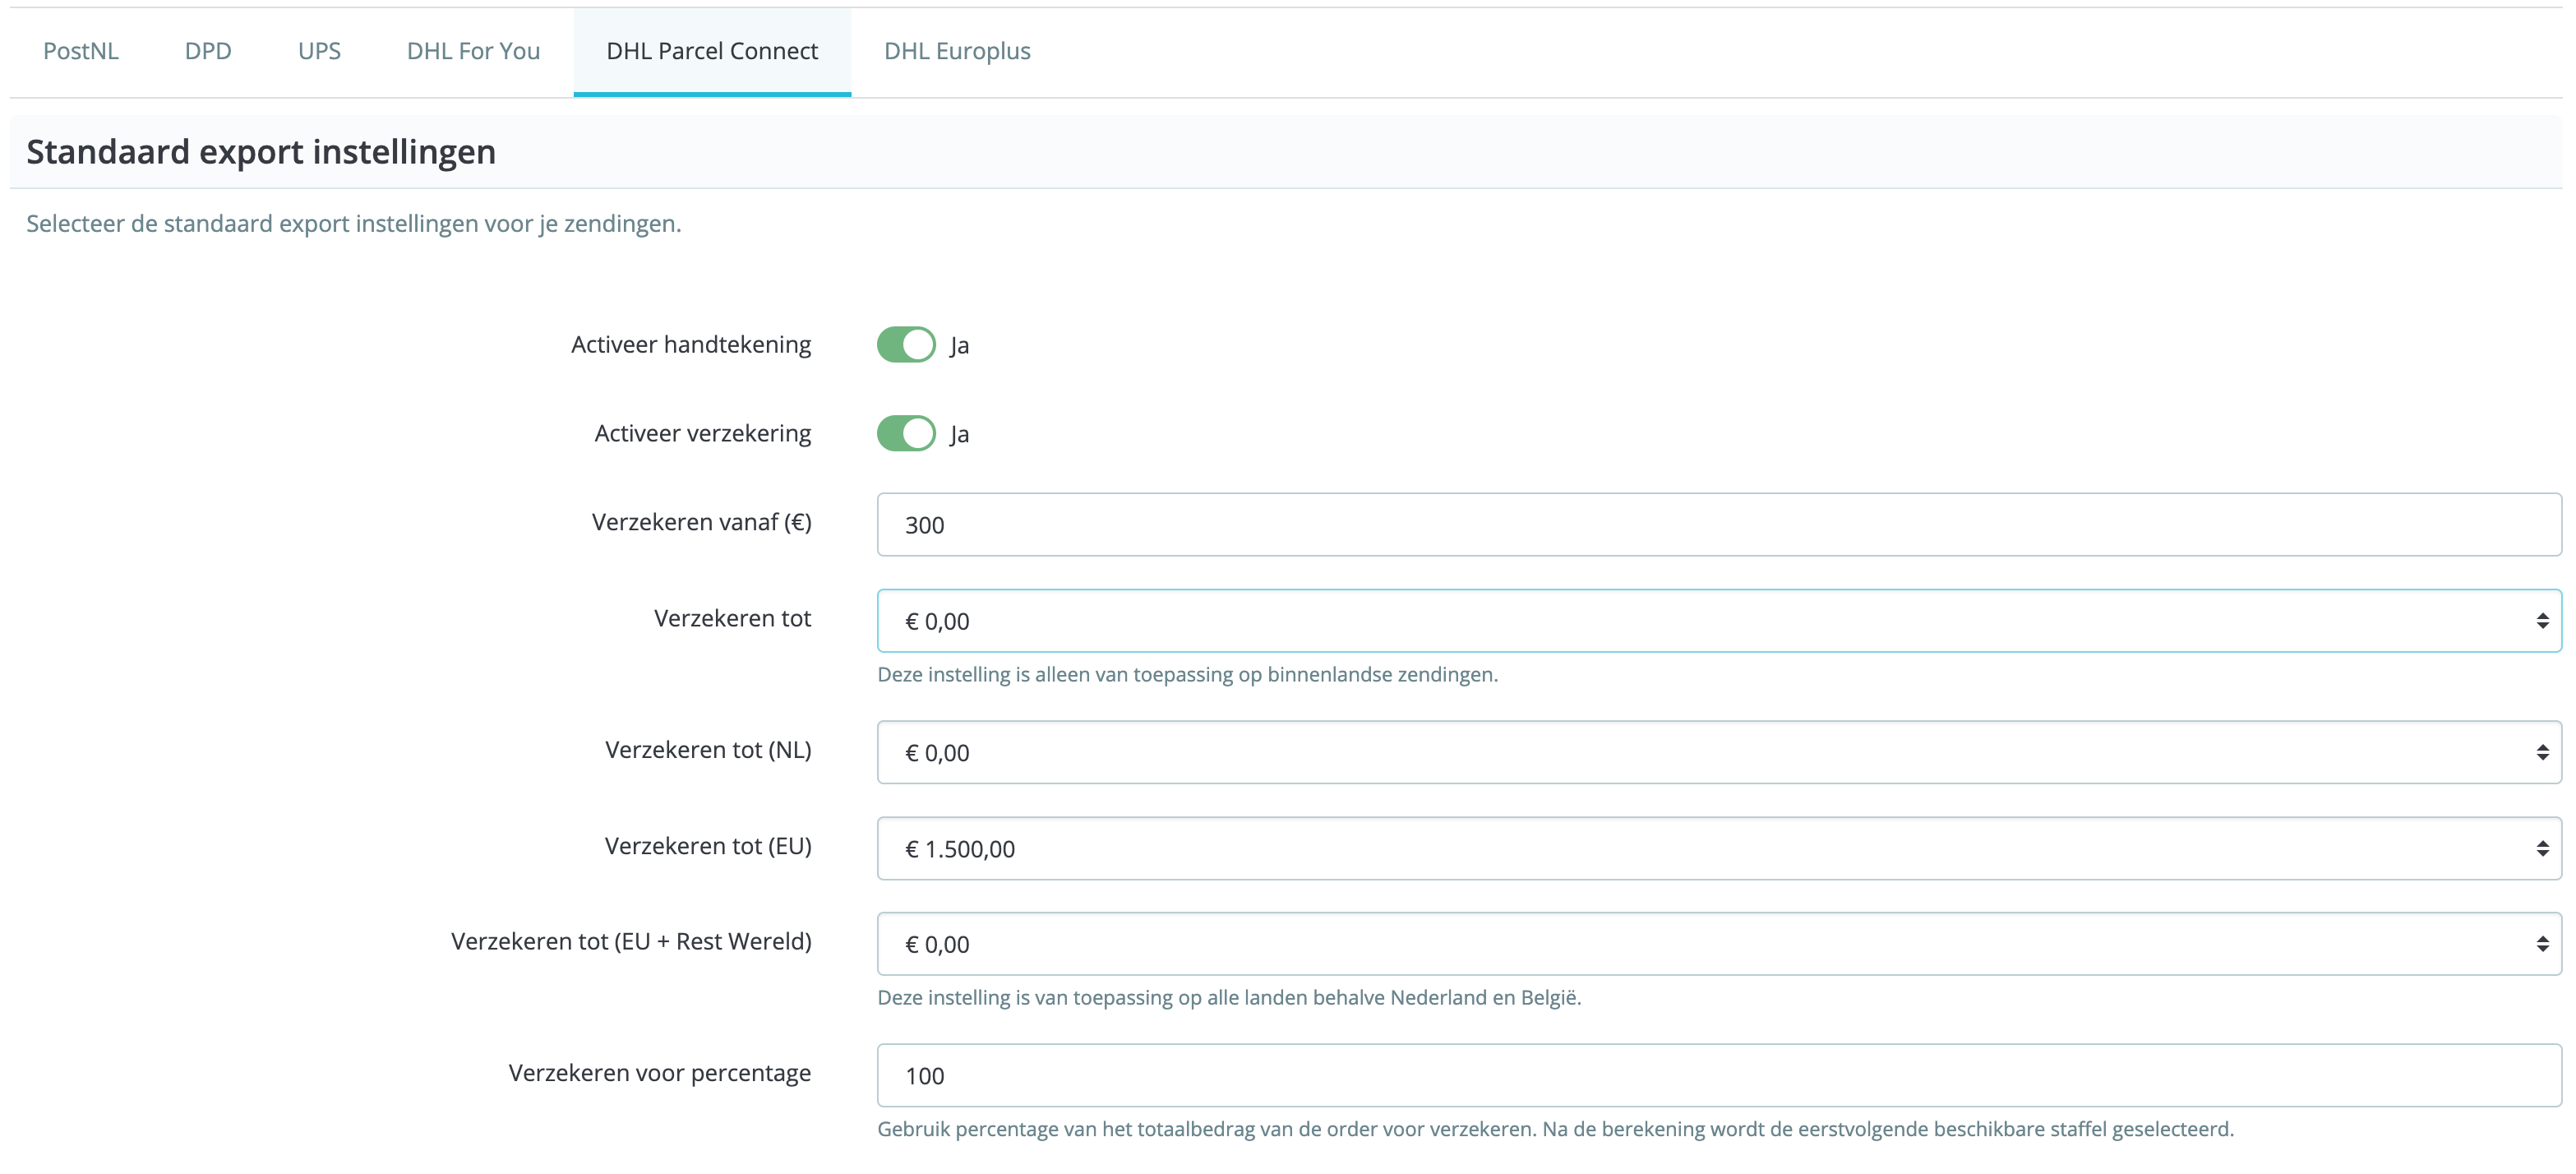 PostNL DPD UPS DHL For You DHL Parcel Connect DHL Europlus
Standaard export instellingen
Selecteer de standaard export instellingen voor je zendingen.
Activeer handtekening Ja
Activeer verzekering Ja
Verzekeren vanaf (€) 300
Verzekeren tot € 0,00
Deze instelling is alleen van toepassing op binnenlandse zendingen.
Verzekeren tot (NL) € 0,00
Verzekeren tot (EU) € 1.500,00
Verzekeren tot (EU + Rest Wereld) € 0,00
Deze instelling is van toepassing op alle landen behalve Nederland en België.
Verzekeren voor percentage 100
Gebruik percentage van het totaalbedrag van de order voor verzekeren. Na de berekening wordt de eerstvolgende beschikbare staffel geselecteerd.